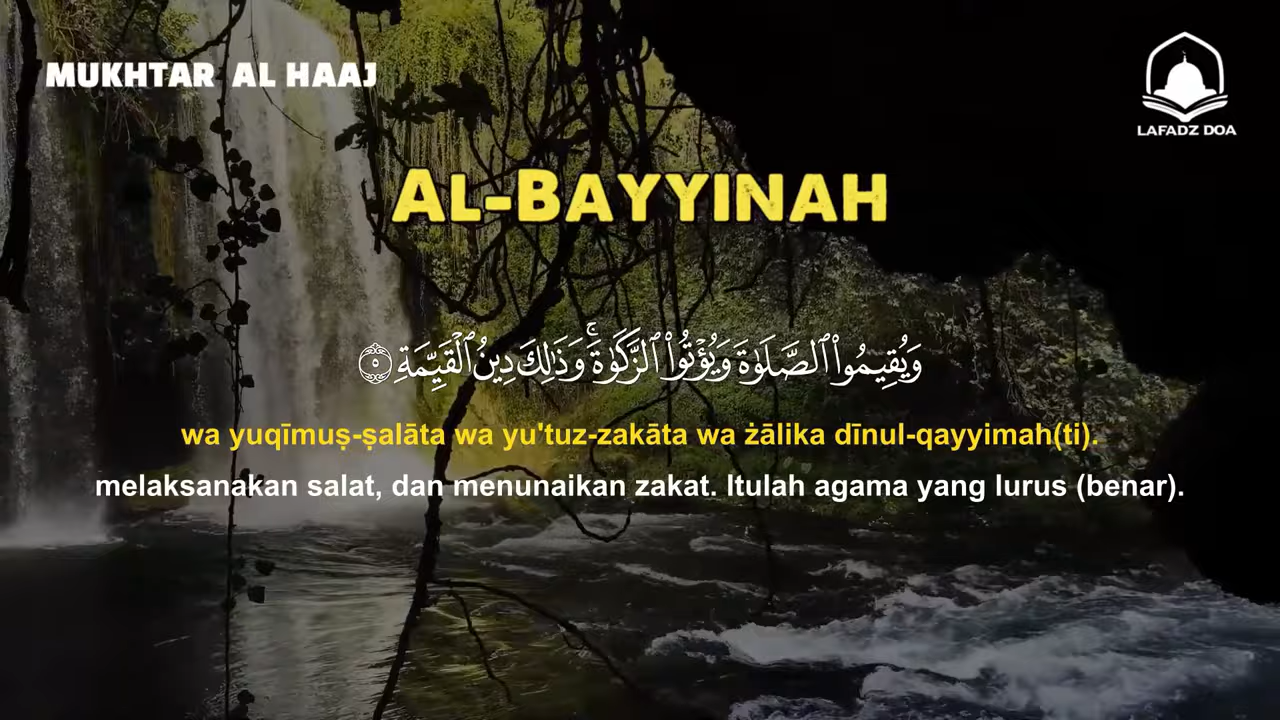 MUKHTAR AL HAAJ
LAFADZ DOA
AL-BAYYINAH
وَيُقِيمُوا۟ ٱلصَّلَوٰةَ وَيُؤْتُوا۟ ٱلزَّكَوٰةَ ۚ وَذَٰلِكَ دِينُ ٱلْقَيِّمَةِ ٥
wa yuqīmuṣ-ṣalāta wa yu'tuz-zakāta wa żālika dīnul-qayyimah(ti).
melaksanakan salat, dan menunaikan zakat. Itulah agama yang lurus (benar).